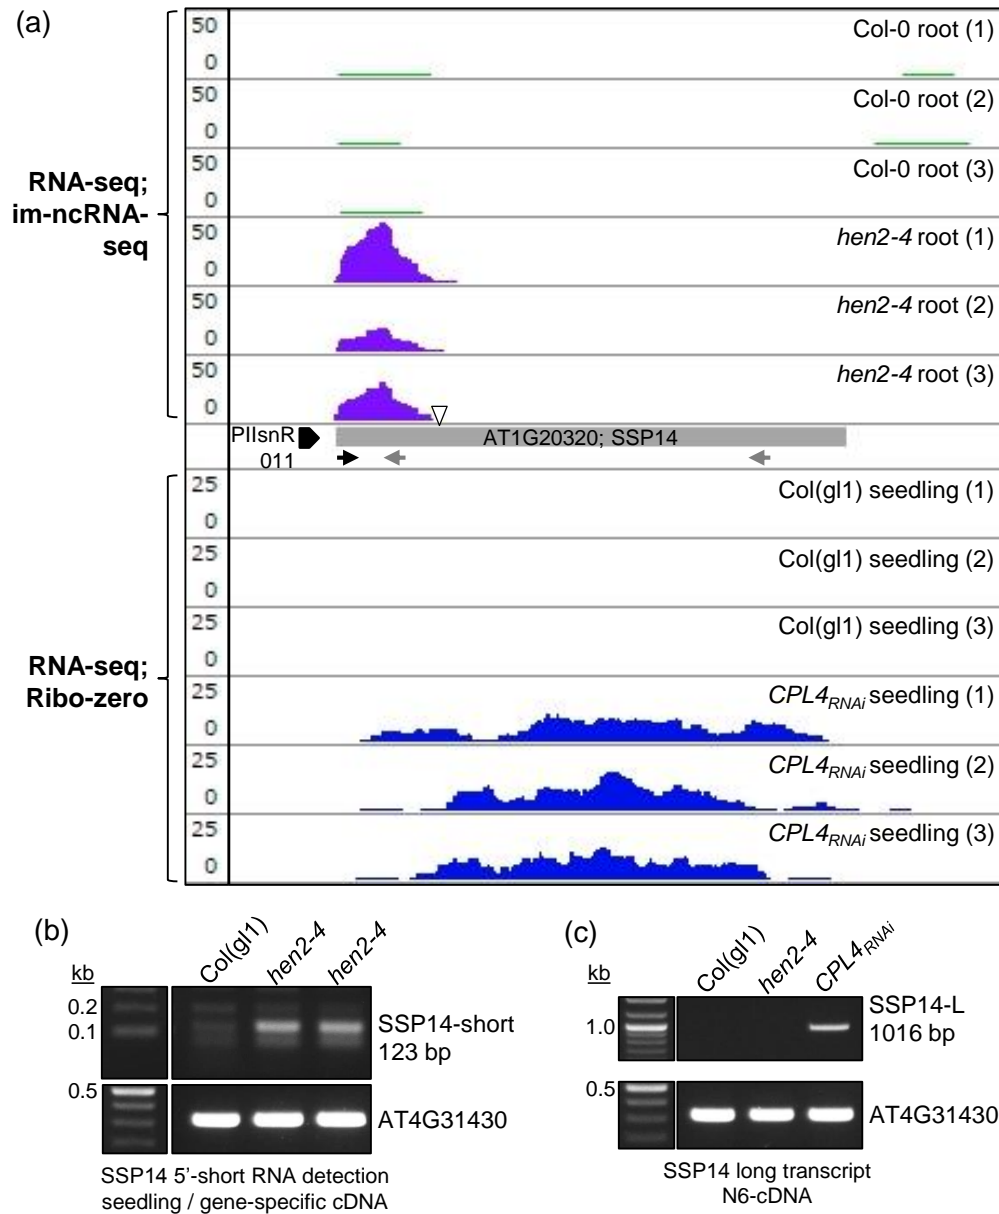 (a)
RNA-seq;
im-ncRNA-
seq
50
0
Col-0 root (1)
50
0
Col-0 root (2)
50
0
Col-0 root (3)
50
0
hen2-4 root (1)
50
0
hen2-4 root (2)
50
0
hen2-4 root (3)
PIIsnR
011
AT1G20320; SSP14
RNA-seq;
Ribo-zero
25
0
Col(gl1) seedling (1)
25
0
Col(gl1) seedling (2)
25
0
Col(gl1) seedling (3)
25
0
CPL4RNAi seedling (1)
25
0
CPL4RNAi seedling (2)
25
0
CPL4RNAi seedling (3)
(b)
kb
Col(gl1)
hen2-4
hen2-4
0.2
0.1
SSP14-short
123 bp
0.5
AT4G31430
SSP14 5'-short RNA detection
seedling / gene-specific cDNA
(c)
kb
Col(gl1)
hen2-4
CPL4RNAi
1.0
SSP14-L
1016 bp
0.5
AT4G31430
SSP14 long transcript
N6-cDNA